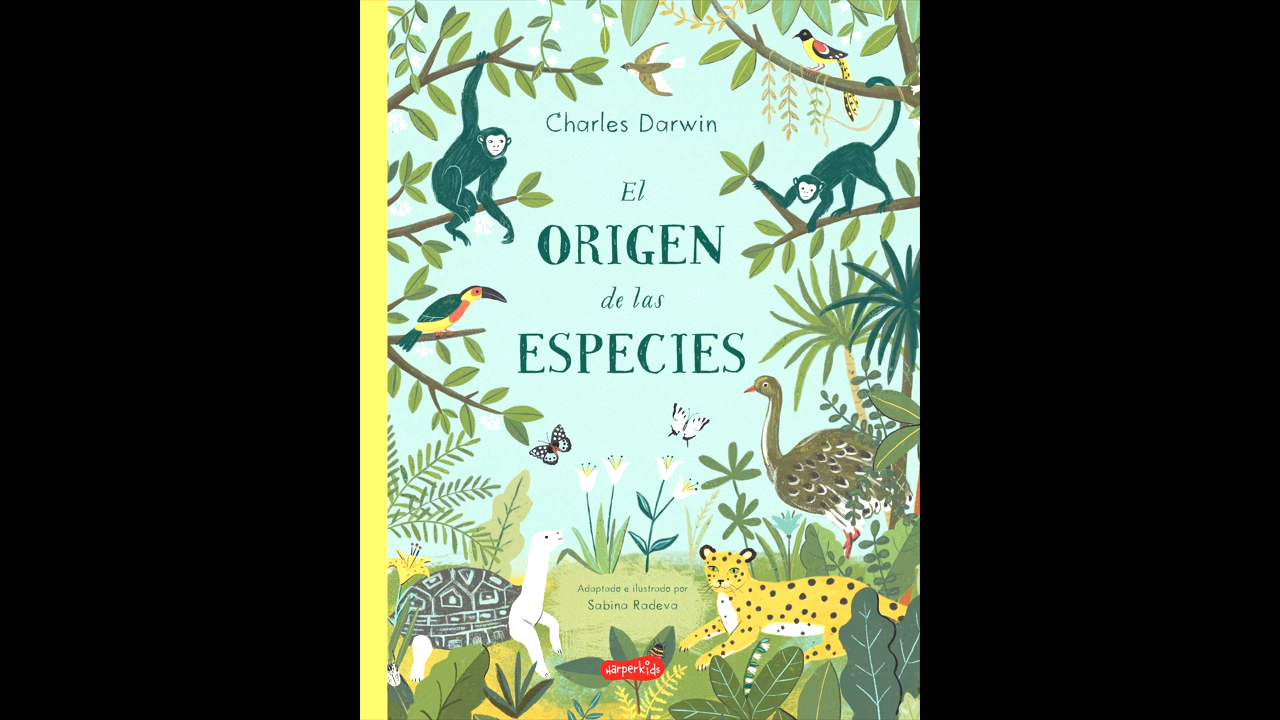 Charles Darwin
El
ORIGEN
de las
ESPECIES
Adaptado e ilustrado por
Sabina Radeva
harperkids